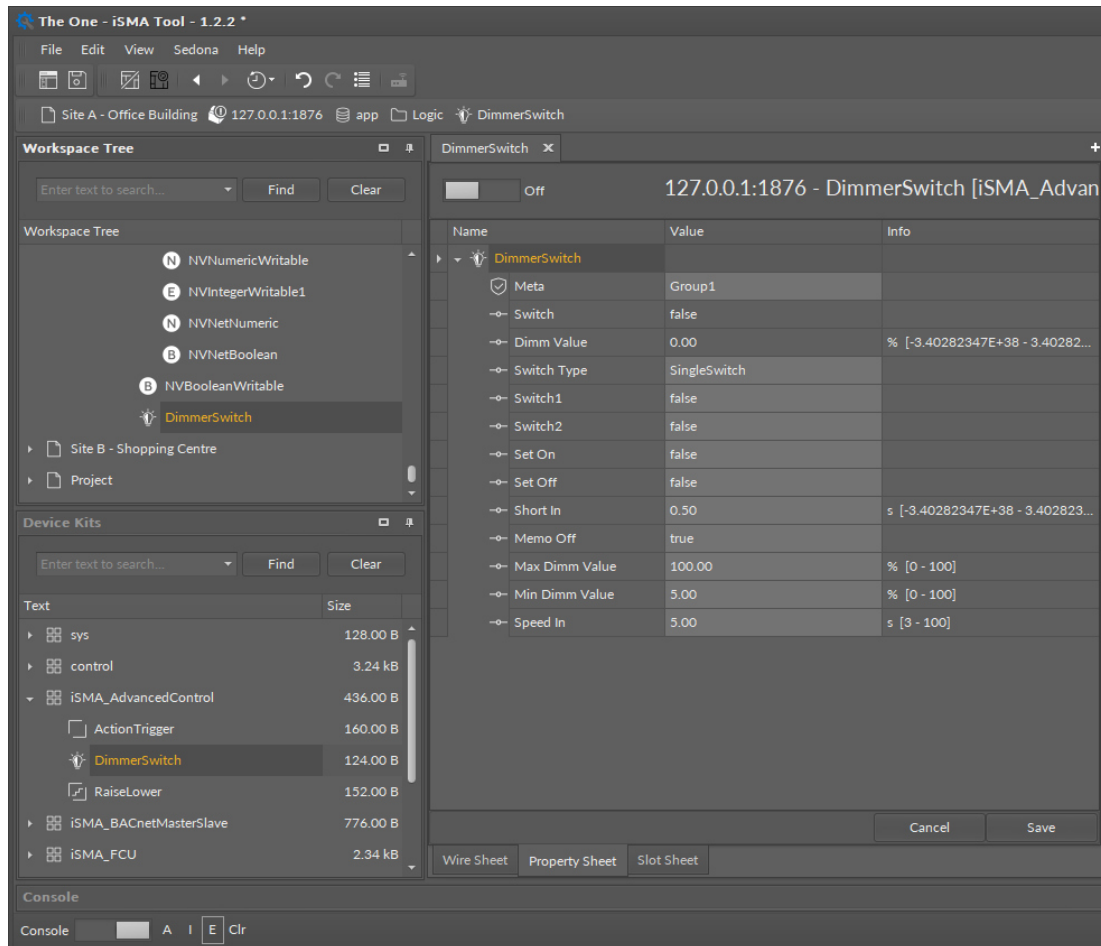 The One - iSMA Tool - 1.2.2 *
File Edit View Sedona Help
Site A - Office Building 127.0.0.1:1876 app Logic DimmerSwitch
Workspace Tree
Enter text to search... Find Clear
Workspace Tree
N NVNumericWritable
E NVIntegerWritable1
N NVNetNumeric
B NVNetBoolean
B NVBooleanWritable
DimmerSwitch
Site B - Shopping Centre
Project
Device Kits
Enter text to search... Find Clear
Text Size
sys 128.00 B
control 3.24 kB
iSMA_AdvancedControl 436.00 B
ActionTrigger 160.00 B
DimmerSwitch 124.00 B
RaiseLower 152.00 B
iSMA_BACnetMasterSlave 776.00 B
iSMA_FCU 2.34 kB
DimmerSwitch
Off 127.0.0.1:1876 - DimmerSwitch [iSMA_Advan
Name Value Info
DimmerSwitch
Meta Group1
Switch false
Dimm Value 0.00 % [-3.40282347E+38 - 3.40282...
Switch Type SingleSwitch
Switch1 false
Switch2 false
Set On false
Set Off false
Short In 0.50 s [-3.40282347E+38 - 3.402823...
Memo Off true
Max Dimm Value 100.00 % [0 - 100]
Min Dimm Value 5.00 % [0 - 100]
Speed In 5.00 s [3 - 100]
Cancel Save
Wire Sheet Property Sheet Slot Sheet
Console
Console A I E Clr